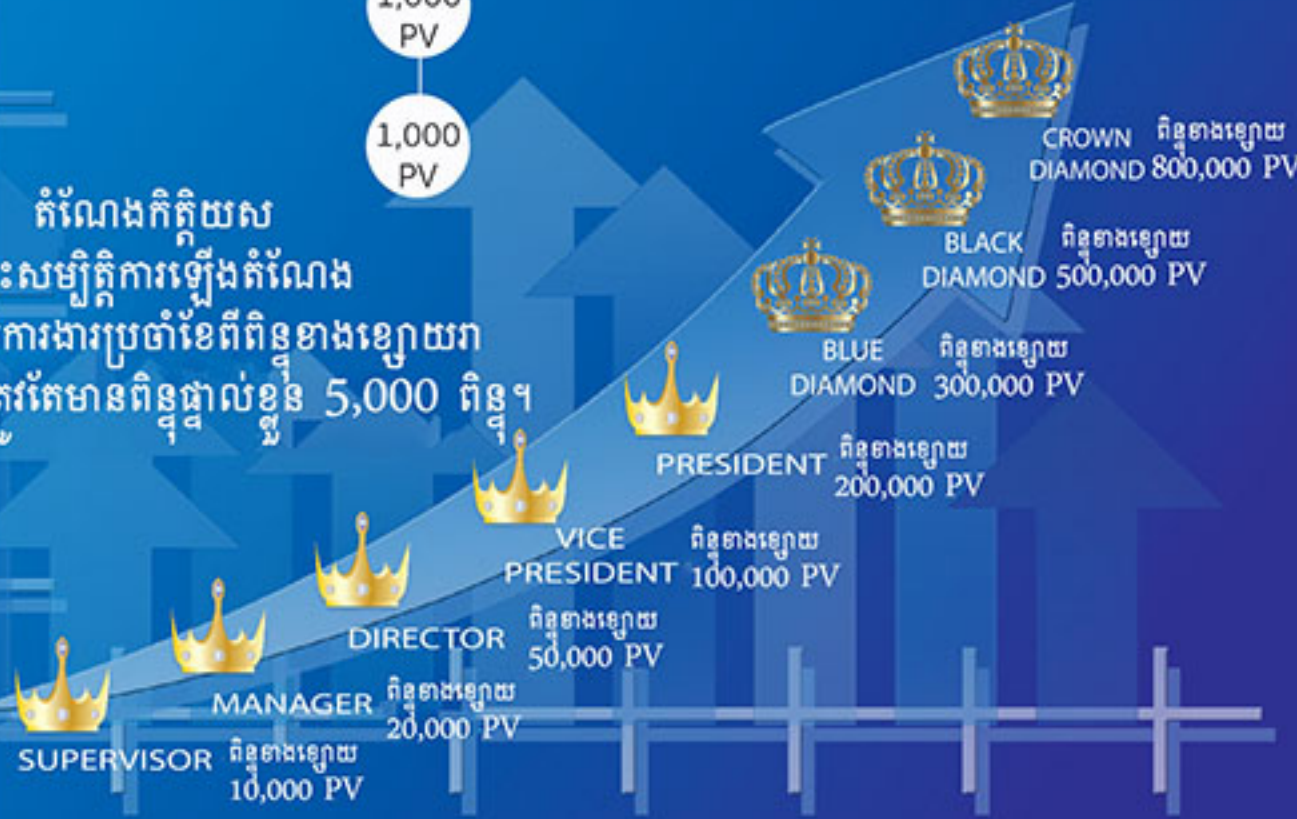 PV
1,000
PV
តំណែងកិត្តិយស
សម្បិត្តិការឡើងតំណែង
ការងារប្រចាំខែពីពិន្ទុខាងខ្សោយរា
តែមានពិន្ទុផ្ទាល់ខ្លួន 5,000 ពិន្ទុ។
CROWN ពិន្ទុខាងខ្សោយ
DIAMOND 800,000 PV
BLACK ពិន្ទុខាងខ្សោយ
DIAMOND 500,000 PV
BLUE ពិន្ទុខាងខ្សោយ
DIAMOND 300,000 PV
PRESIDENT ពិន្ទុខាងខ្សោយ
200,000 PV
VICE ពិន្ទុខាងខ្សោយ
PRESIDENT 100,000 PV
DIRECTOR ពិន្ទុខាងខ្សោយ
50,000 PV
MANAGER ពិន្ទុខាងខ្សោយ
20,000 PV
SUPERVISOR ពិន្ទុខាងខ្សោយ
10,000 PV